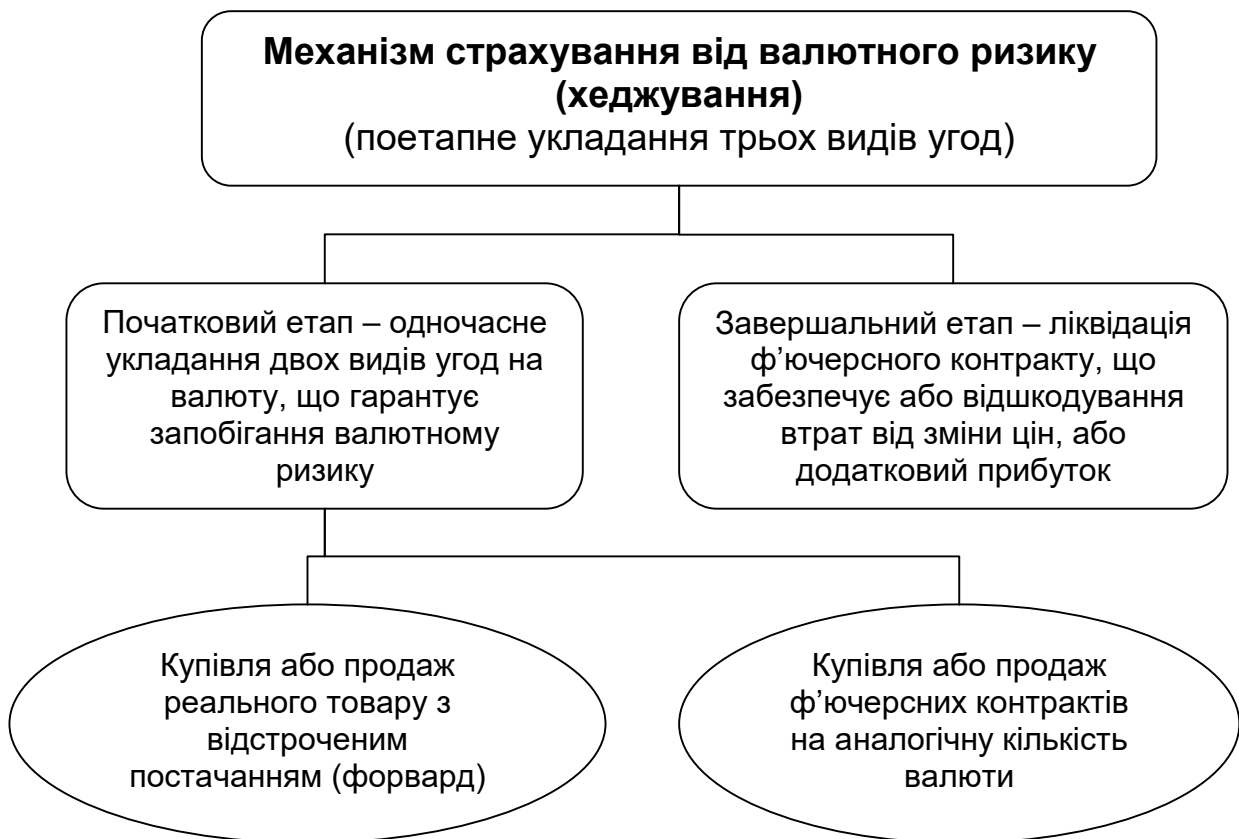 Механізм страхування від валютного ризику
(хеджування)
(поетапне укладання трьох видів угод)
Початковий етап – одночасне
укладання двох видів угод на
валюту, що гарантує
запобігання валютному
ризику
Завершальний етап – ліквідація
ф’ючерсного контракту, що
забезпечує або відшкодування
втрат від зміни цін, або
додатковий прибуток
Купівля або продаж
реального товару з
відстроченим
постачанням (форвард)
Купівля або продаж
ф’ючерсних контрактів
на аналогічну кількість
валюти